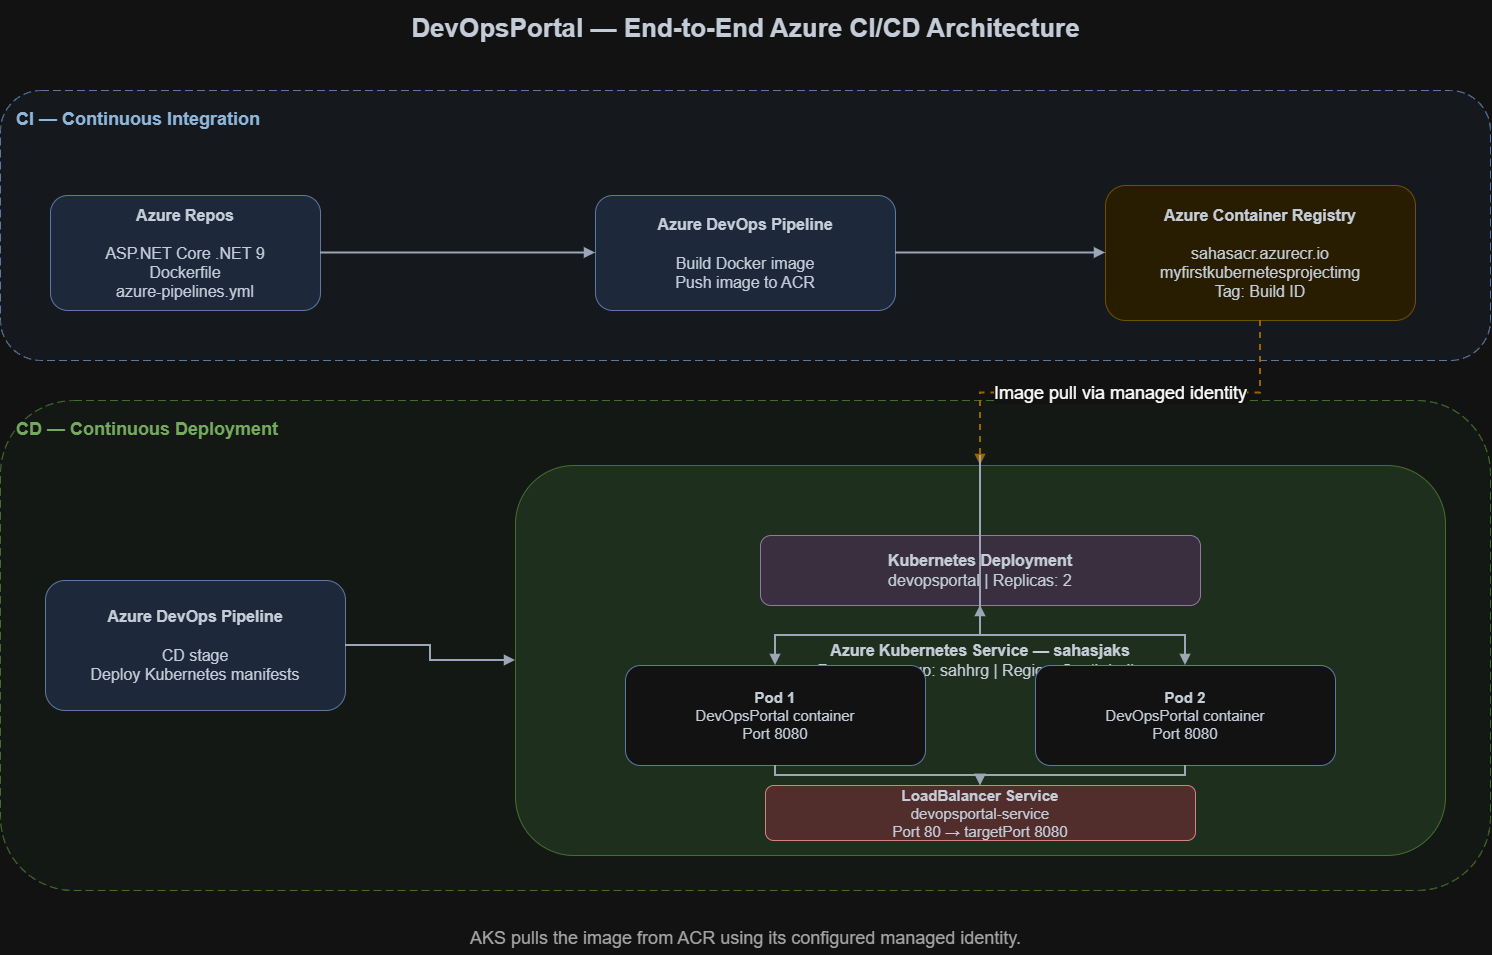 DevOpsPortal — End-to-End Azure CI/CD Architecture
CI — Continuous Integration
Azure Repos
ASP.NET Core .NET 9
Dockerfile
azure-pipelines.yml
Azure DevOps Pipeline
Build Docker image
Push image to ACR
Azure Container Registry
sahasacr.azurecr.io
myfirstkubernetesprojectimg
Tag: Build ID
Image pull via managed identity
CD — Continuous Deployment
Azure DevOps Pipeline
CD stage
Deploy Kubernetes manifests
Kubernetes Deployment
devopsportal | Replicas: 2
Azure Kubernetes Service — sahasjaks
sahhrg |
Pod 1
DevOpsPortal container
Port 8080
Pod 2
DevOpsPortal container
Port 8080
LoadBalancer Service
devopsportal-service
Port 80 → targetPort 8080
AKS pulls the image from ACR using its configured managed identity.